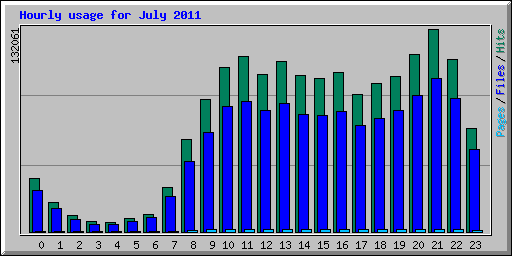 Hourly usage for July 2011
132061
Pages/Files/Hits
0 1 2 3 4 5 6 7 8 9 10 11 12 13 14 15 16 17 18 19 20 21 22 23